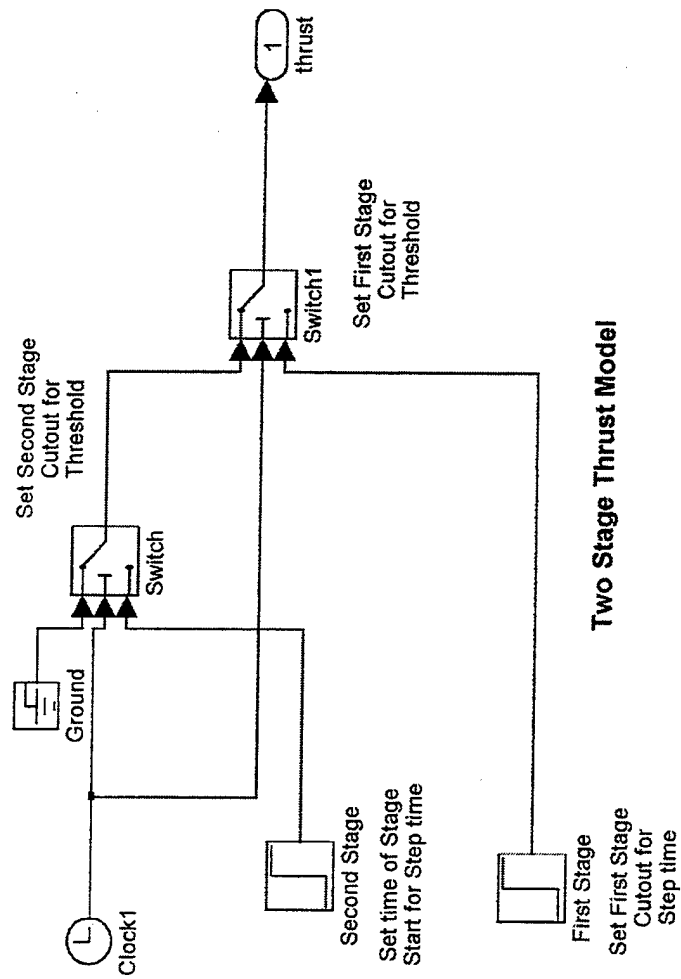 Clock1
Ground
Switch
Set Second Stage
Cutout for
Threshold
Second Stage
Set time of Stage
Start for Step time
First Stage
Set First Stage
Cutout for
Step time
Switch1
Set First Stage
Cutout for
Threshold
1
thrust
Two Stage Thrust Model